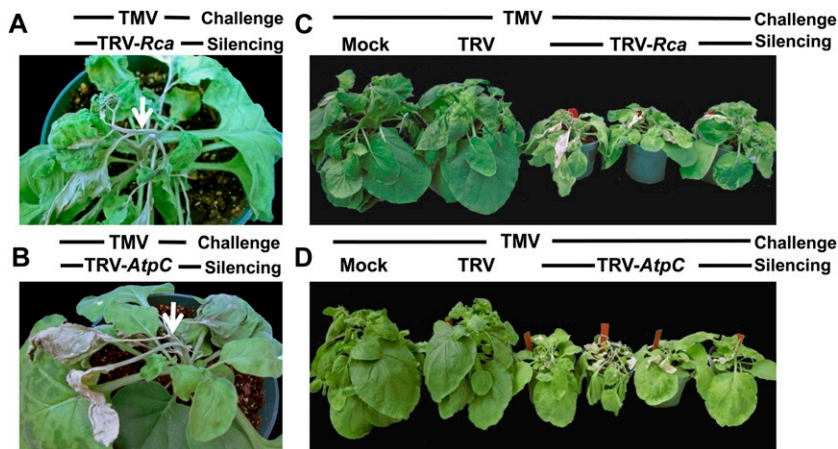 A
TMV Challenge
TRV-Rca Silencing
B
TMV Challenge
TRV-AtpC Silencing
C
TMV Challenge
Mock TRV TRV-Rca Silencing
D
TMV Challenge
Mock TRV TRV-AtpC Silencing